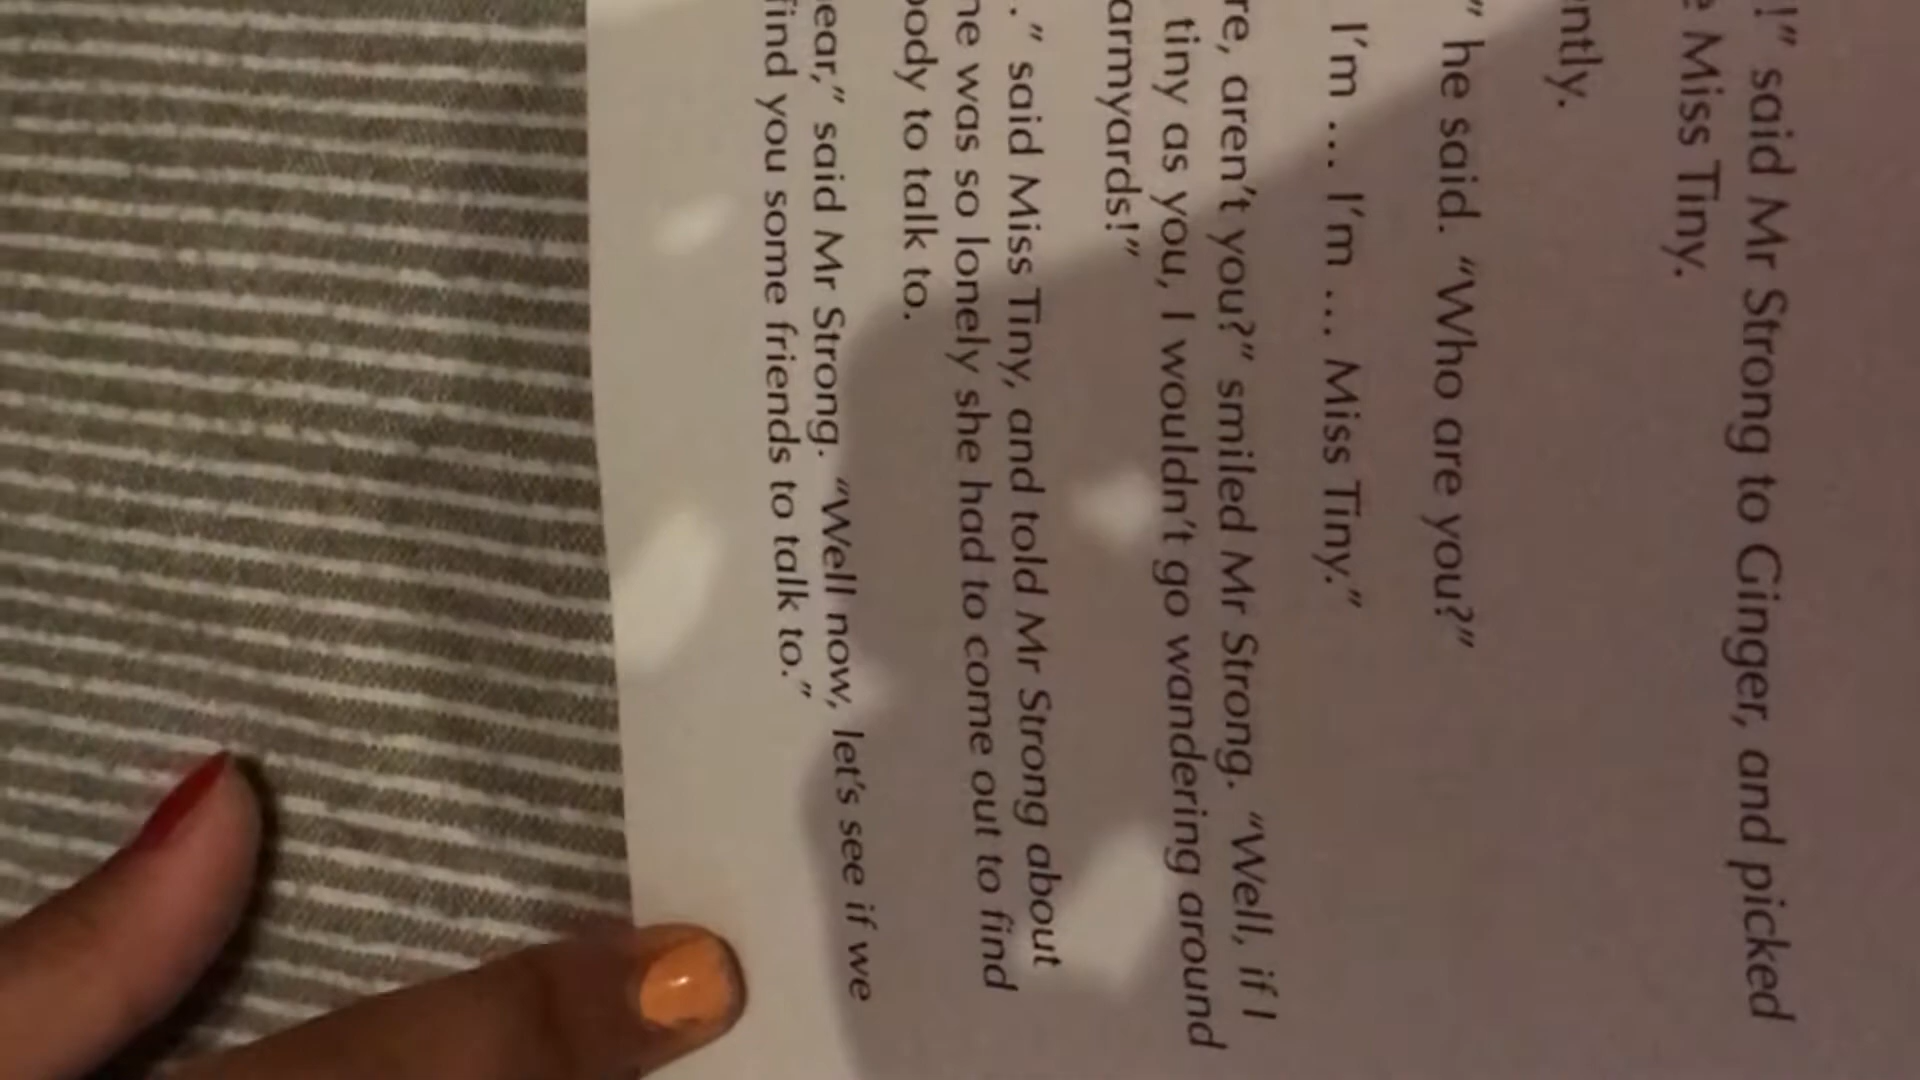 !” said Mr Strong to Ginger, and picked
Miss Tiny.
ntly.
” he said. “Who are you?”
I’m ... I’m ... Miss Tiny.”
re, aren’t you?” smiled Mr Strong. “Well, if I
tiny as you, I wouldn’t go wandering around
armyards!”
.” said Miss Tiny, and told Mr Strong about
he was so lonely she had to come out to find
body to talk to.
ear,” said Mr Strong. “Well now, let’s see if we
find you some friends to talk to.”